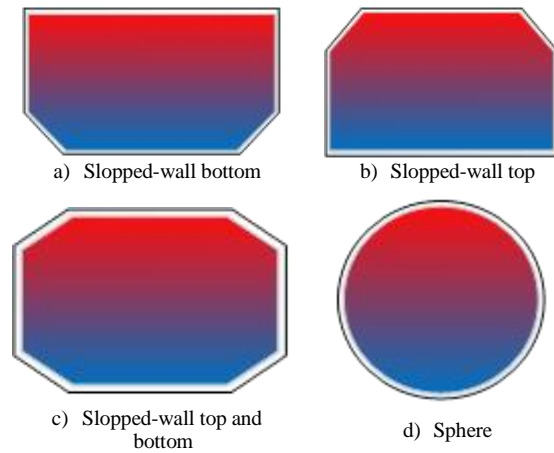 a) Slopped-wall bottom
b) Slopped-wall top
c) Slopped-wall top and
bottom
d) Sphere